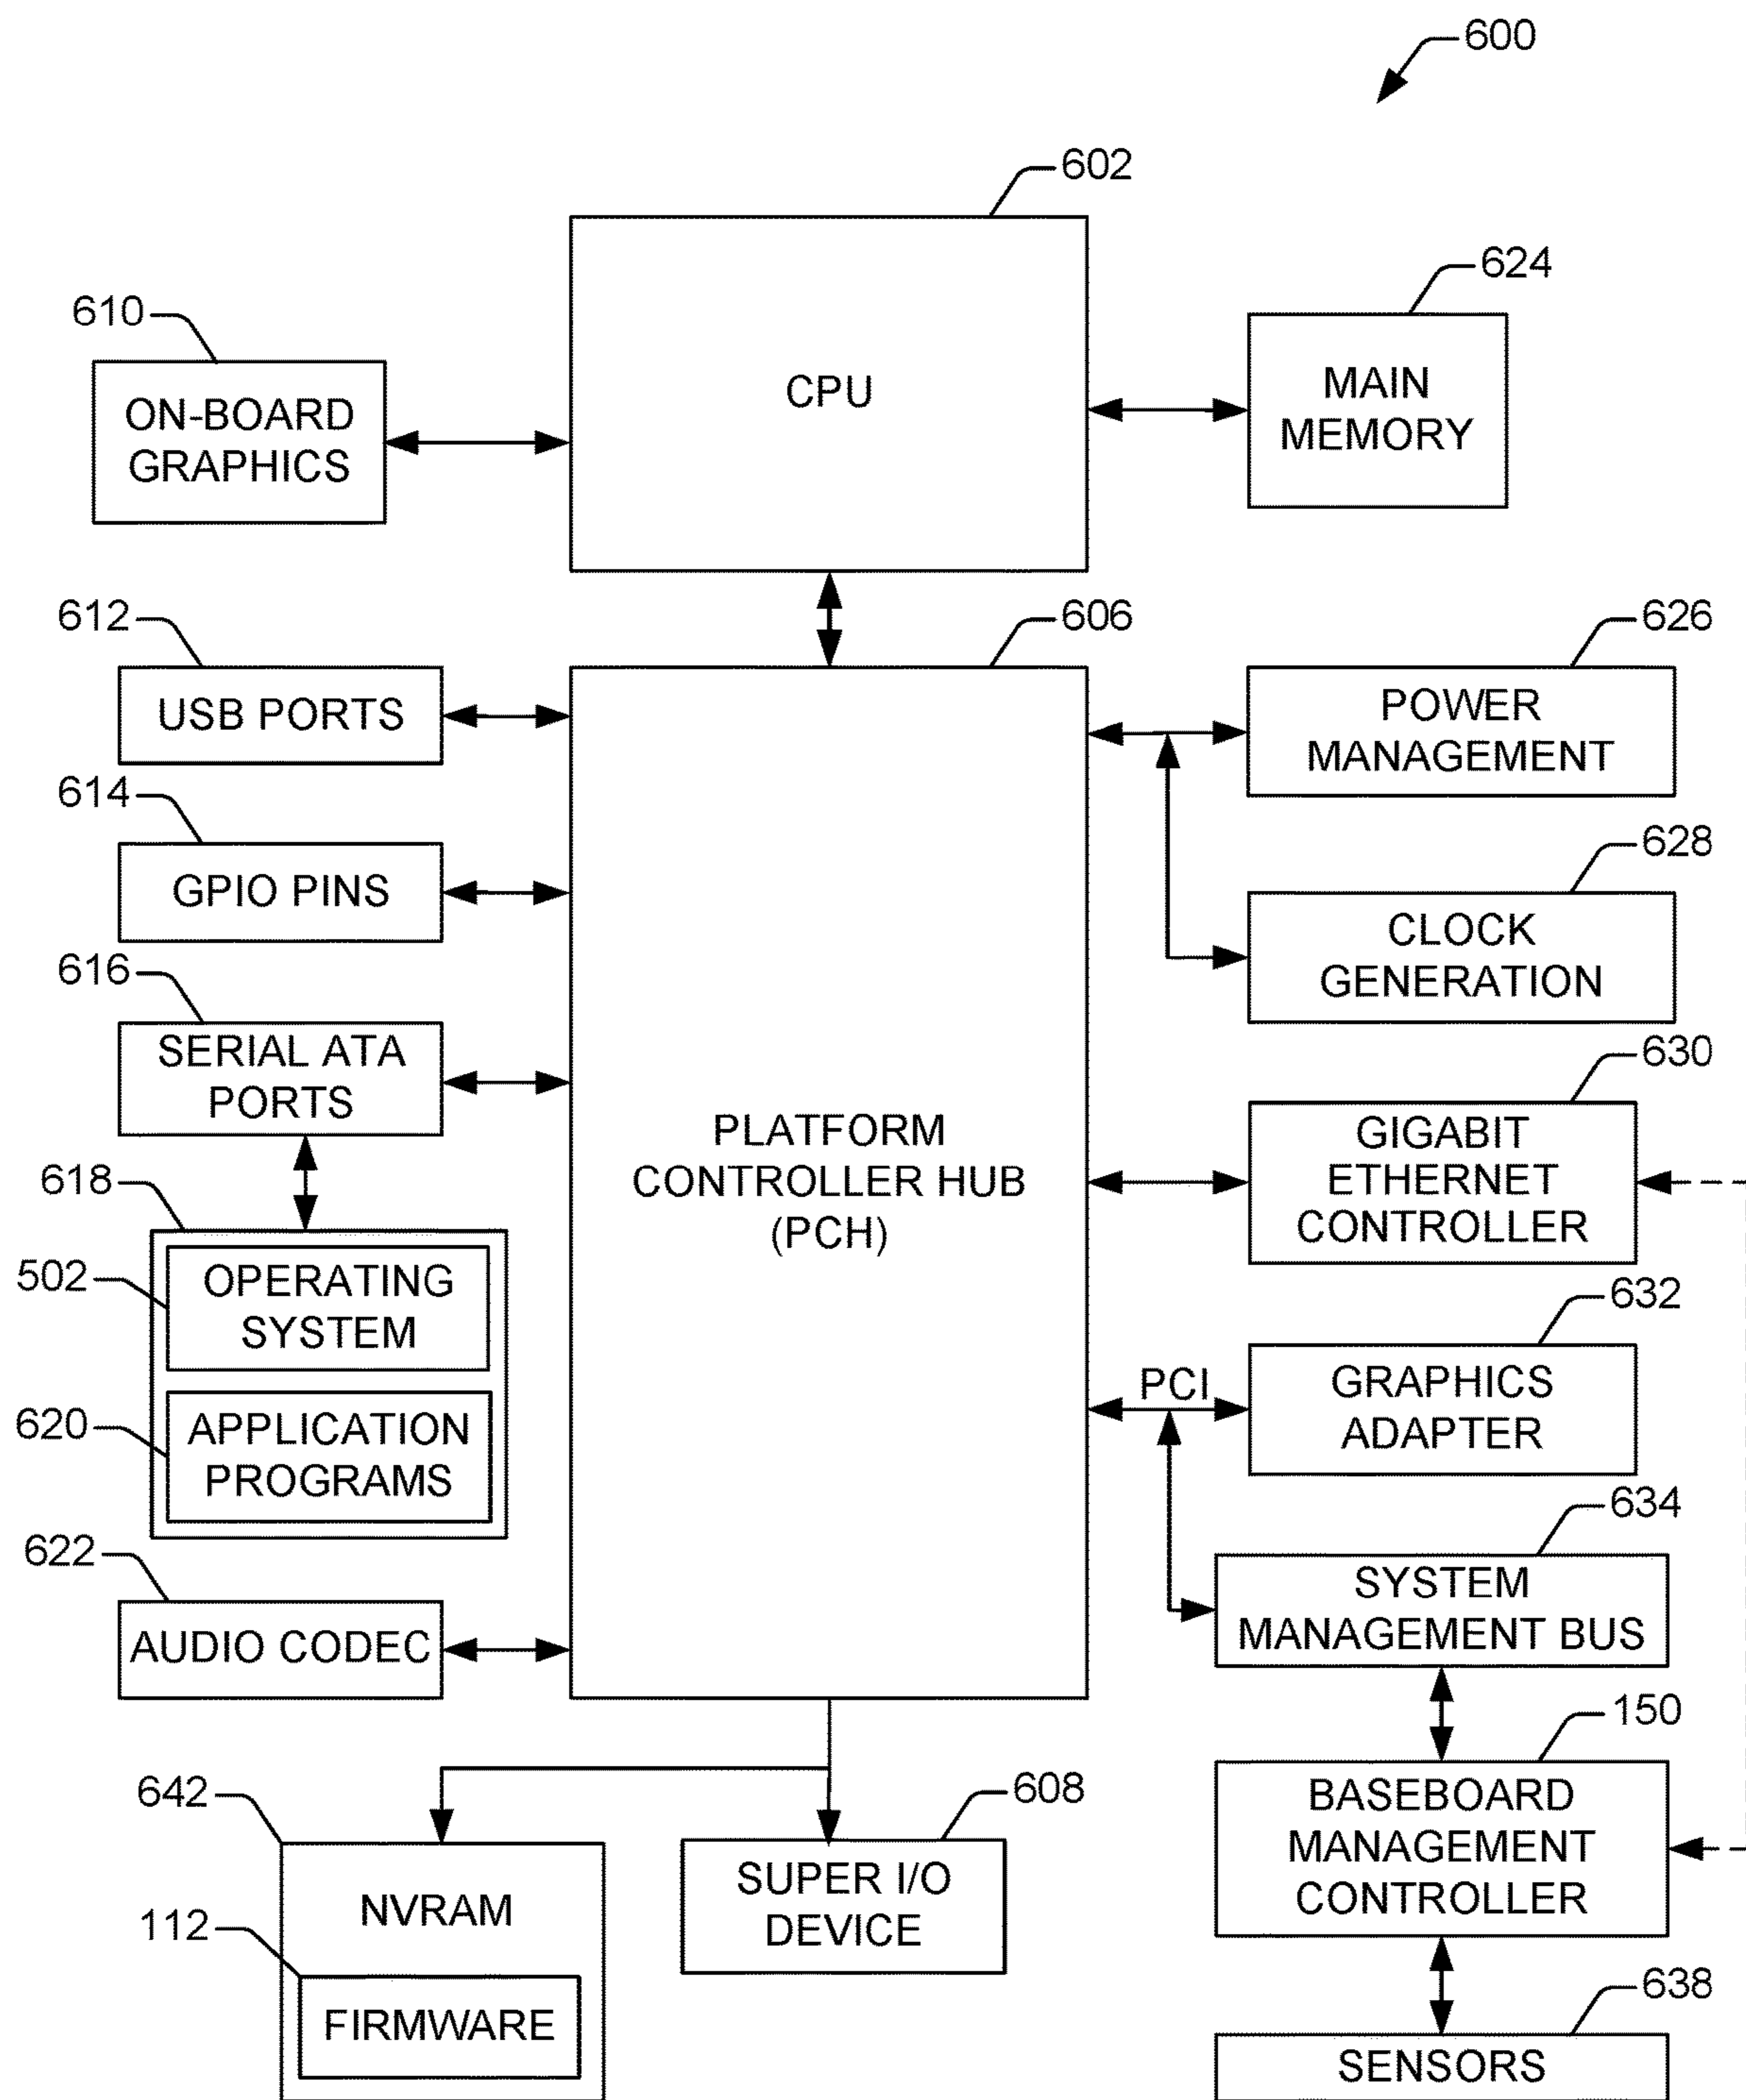 600
602
624
610
CPU
MAIN
MEMORY
ON-BOARD
GRAPHICS
612
606
626
USB PORTS
POWER
MANAGEMENT
614
628
GPIO PINS
CLOCK
GENERATION
616
630
SERIAL ATA
PORTS
PLATFORM
CONTROLLER HUB
(PCH)
GIGABIT
ETHERNET
CONTROLLER
618
502
OPERATING
SYSTEM
632
PCI
GRAPHICS
ADAPTER
620
APPLICATION
PROGRAMS
634
622
SYSTEM
MANAGEMENT BUS
AUDIO CODEC
150
642
608
BASEBOARD
MANAGEMENT
CONTROLLER
NVRAM
SUPER I/O
DEVICE
112
FIRMWARE
638
SENSORS